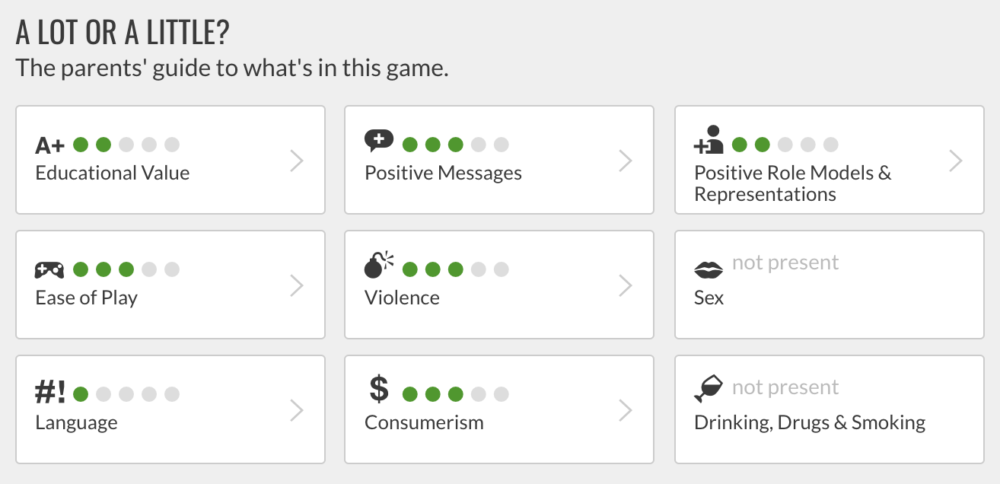 A LOT OR A LITTLE?
The parents' guide to what's in this game.
A+
Educational Value
Positive Messages
Positive Role Models &
Representations
Ease of Play
Violence
not present
Sex
#!
Language
$
Consumerism
not present
Drinking, Drugs & Smoking